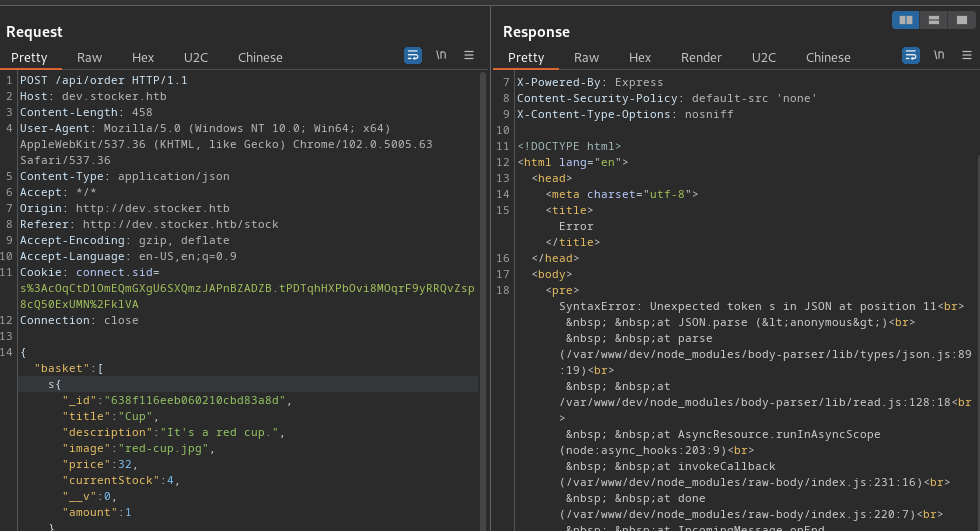 Request
Pretty Raw Hex U2C Chinese \n
1 POST /api/order HTTP/1.1
2 Host: dev.stocker.htb
3 Content-Length: 458
4 User-Agent: Mozilla/5.0 (Windows NT 10.0; Win64; x64)
AppleWebKit/537.36 (KHTML, like Gecko) Chrome/102.0.5005.63
Safari/537.36
5 Content-Type: application/json
6 Accept: */*
7 Origin: http://dev.stocker.htb
8 Referer: http://dev.stocker.htb/stock
9 Accept-Encoding: gzip, deflate
10 Accept-Language: en-US,en;q=0.9
11 Cookie: connect.sid=
s%3AcOqCtD1OmEQmGXgU6SXQmzJAPnBZADZB.tPDTqhHXPbOvi8MOqrF9yRRQvZsp
8cQ50ExUMN%2FklVA
12 Connection: close
13
14 {
"basket":[
s{
"_id":"638f116eeb060210cbd83a8d",
"title":"Cup",
"description":"It's a red cup.",
"image":"red-cup.jpg",
"price":32,
"currentStock":4,
"__v":0,
"amount":1
}
Response
Pretty Raw Hex Render U2C Chinese \n
7 X-Powered-By: Express
8 Content-Security-Policy: default-src 'none'
9 X-Content-Type-Options: nosniff
10
11 <!DOCTYPE html>
12 <html lang="en">
13 <head>
14 <meta charset="utf-8">
15 <title>
Error
</title>
16 </head>
17 <body>
18 <pre>
SyntaxError: Unexpected token s in JSON at position 11<br>
&nbsp; &nbsp;at JSON.parse (&lt;anonymous&gt;)<br>
&nbsp; &nbsp;at parse
(/var/www/dev/node_modules/body-parser/lib/types/json.js:89
:19)<br>
&nbsp; &nbsp;at
/var/www/dev/node_modules/body-parser/lib/read.js:128:18<br
>
&nbsp; &nbsp;at AsyncResource.runInAsyncScope
(node:async_hooks:203:9)<br>
&nbsp; &nbsp;at invokeCallback
(/var/www/dev/node_modules/raw-body/index.js:231:16)<br>
&nbsp; &nbsp;at done
(/var/www/dev/node_modules/raw-body/index.js:220:7)<br>
&nbsp; &nbsp;at IncomingMessage.onEnd